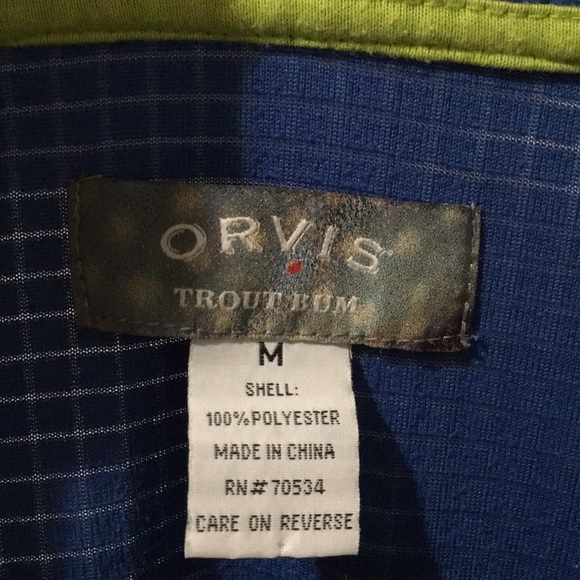 ORVIS
TROUT BUM
M
SHELL:
100%POLYESTER
MADE IN CHINA
RN# 70534
CARE ON REVERSE